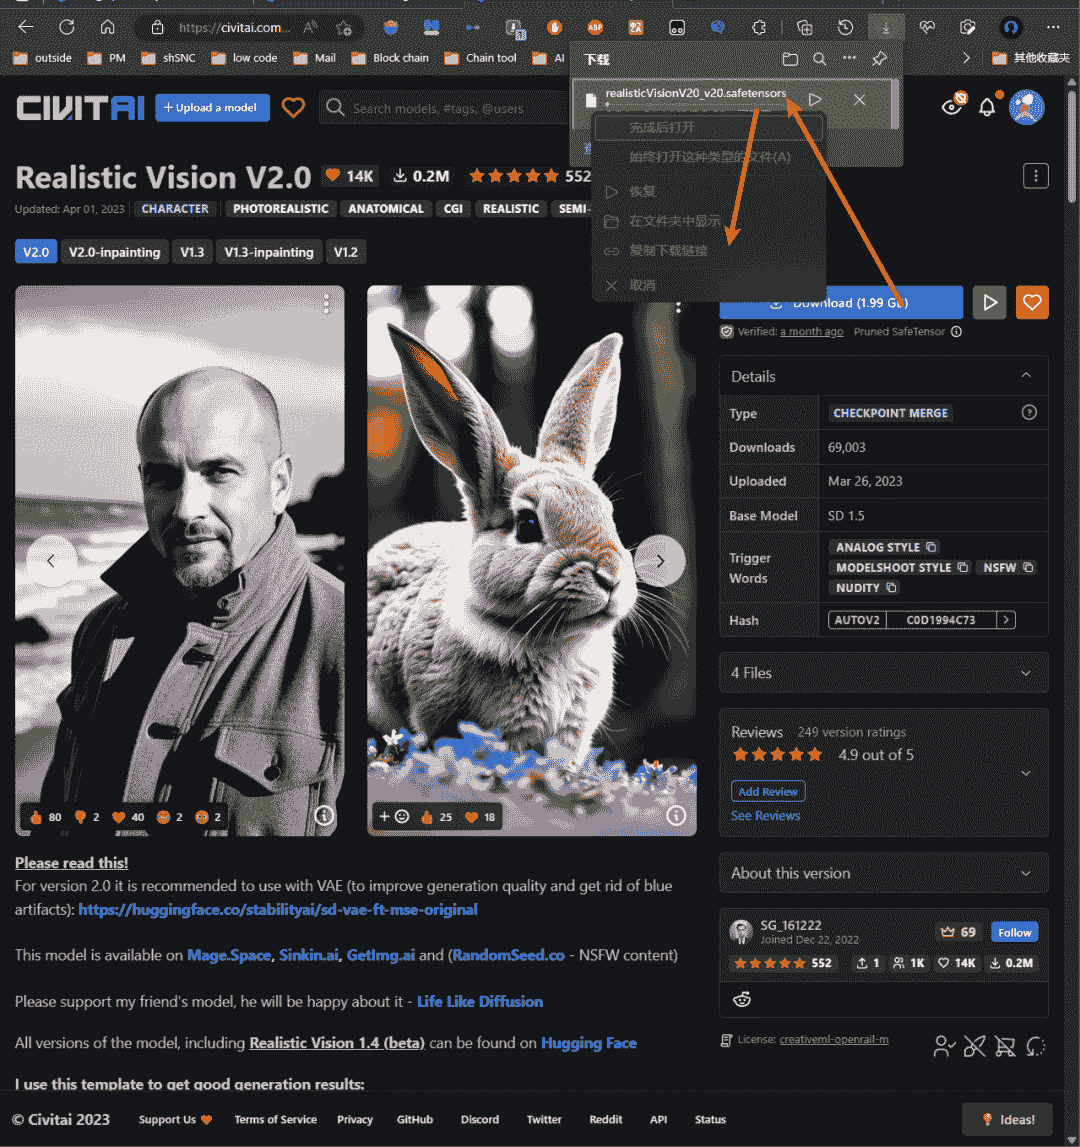 https://civitai.com...
outside
PM
shSNC
low code
Mail
Block chain
Chain tool
AI
其他收藏夹
下载
realisticVisionV20_v20.safetensors
完成后打开
始终打开这种类型的文件(A)
恢复
在文件夹中显示
复制下载链接
取消
CIVITAI
+ Upload a model
Search models, #tags, @users
Realistic Vision V2.0
14K
0.2M
552
Updated: Apr 01, 2023
CHARACTER
PHOTOREALISTIC
ANATOMICAL
CGI
REALISTIC
SEMI-
V2.0
V2.0-inpainting
V1.3
V1.3-inpainting
V1.2
Download (1.99 GB)
Verified: a month ago
Pruned SafeTensor
Details
Type
CHECKPOINT MERGE
Downloads
69,003
Uploaded
Mar 26, 2023
Base Model
SD 1.5
Trigger Words
ANALOG STYLE
MODELSHOOT STYLE
NSFW
NUDITY
Hash
AUTOV2
C0D1994C73
4 Files
Reviews
249 version ratings
4.9 out of 5
Add Review
See Reviews
About this version
SG_161222
Joined Dec 22, 2022
69
Follow
552
1
1K
14K
0.2M
License: creativeml-openrail-m
80
2
40
2
2
25
18
Please read this!
For version 2.0 it is recommended to use with VAE (to improve generation quality and get rid of blue
artifacts): https://huggingface.co/stabilityai/sd-vae-ft-mse-original
This model is available on Mage.Space, Sinkin.ai, GetImg.ai and (RandomSeed.co - NSFW content)
Please support my friend's model, he will be happy about it - Life Like Diffusion
All versions of the model, including Realistic Vision 1.4 (beta) can be found on Hugging Face
I use this template to get good generation results:
© Civitai 2023
Support Us
Terms of Service
Privacy
GitHub
Discord
Twitter
Reddit
API
Status
Ideas!